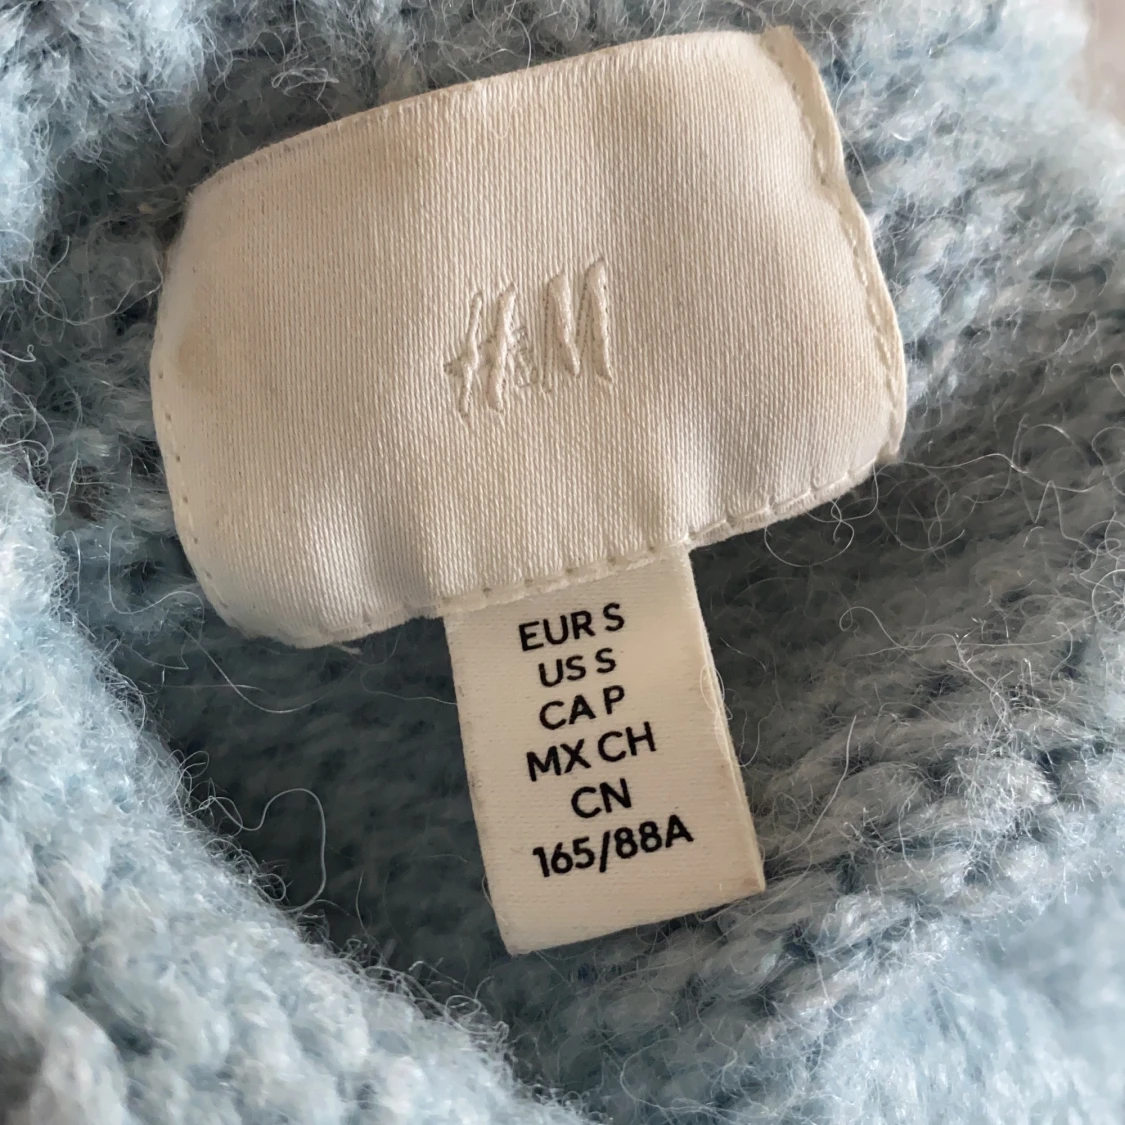 H&M
EUR S
US S
CA P
MX CH
CN
165/88A